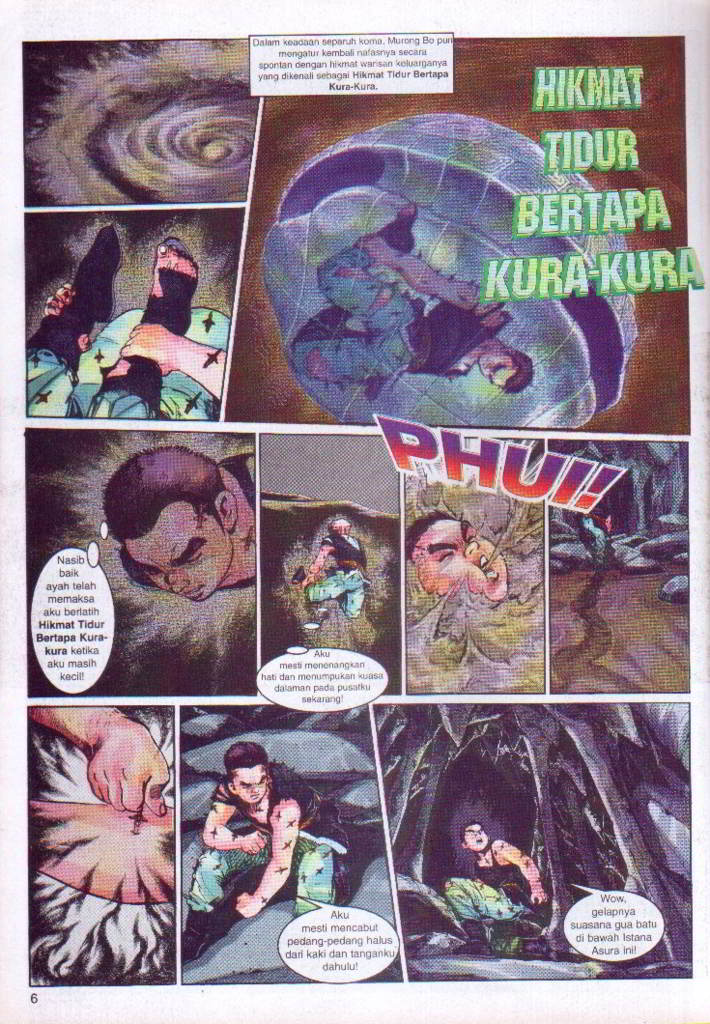 Dalam keadaan separuh koma, Murong Bo pun
mengatur kembali nafasnya secara
spontan dengan hikmat warisan keluarganya
yang dikenali sebagai Hikmat Tidur Bertapa
Kura-Kura.
HIKMAT
TIDUR
BERTAPA
KURA-KURA
Nasib
baik
ayah telah
memaksa
aku berlatih
Hikmat Tidur
Bertapa Kura-
kura ketika
aku masih
kecil!
Aku
mesti menenangkan
hati dan menumpukan kuasa
dalaman pada pusatku
sekarang!
PHUI!
Aku
mesti mencabut
pedang-pedang halus
dari kaki dan tanganku
dahulu!
Wow,
gelapnya
suasana gua batu
di bawah Istana
Asura ini!
6